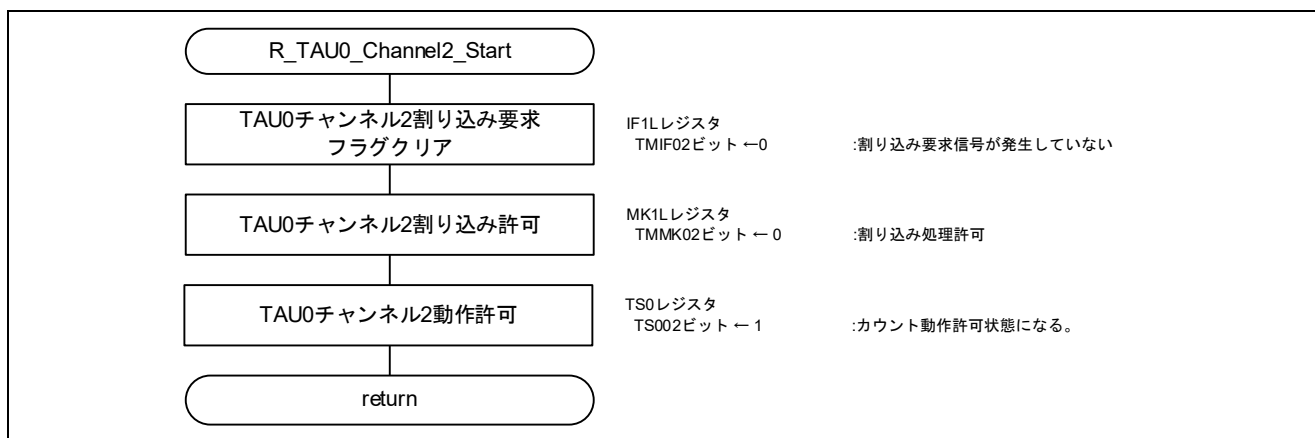 R_TAU0_Channel2_Start
TAU0チャンネル2割り込み要求
フラグクリア
IF1Lレジスタ
TMIF02ビット ←0 :割り込み要求信号が発生していない
TAU0チャンネル2割り込み許可
MK1Lレジスタ
TMMK02ビット ← 0 :割り込み処理許可
TAU0チャンネル2動作許可
TS0レジスタ
TS002ビット ← 1 :カウント動作許可状態になる。
return